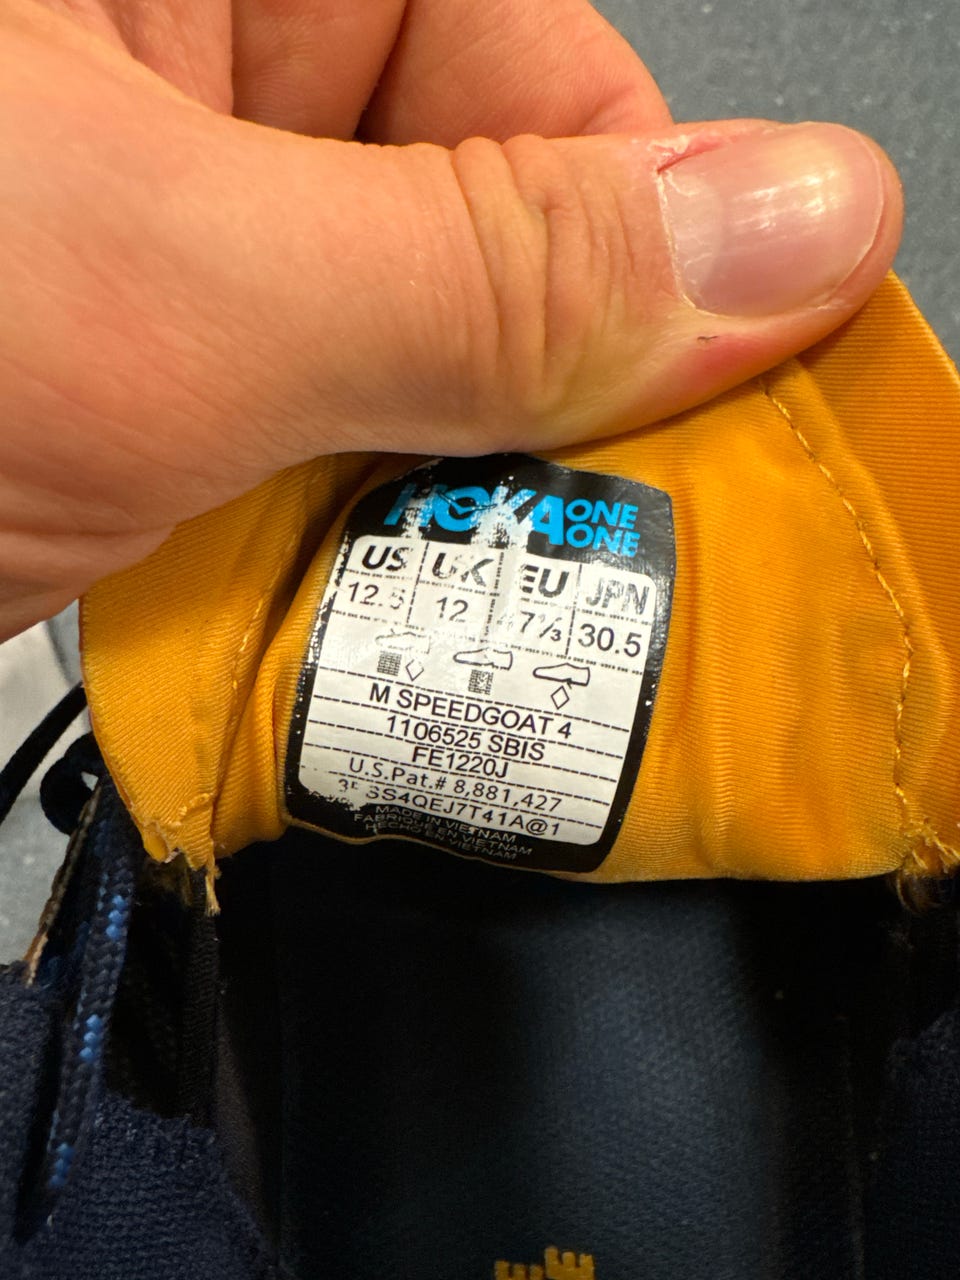 HOKA ONE ONE
US UK EU JPN
12.5 12 47⅓ 30.5
M SPEEDGOAT 4
1106525 SBIS
FE1220J
U.S.Pat.# 8,881,427
SS4QEJ7T41A@1
MADE IN VIETNAM
FABRIQUE EN VIETNAM
HECHO EN VIETNAM